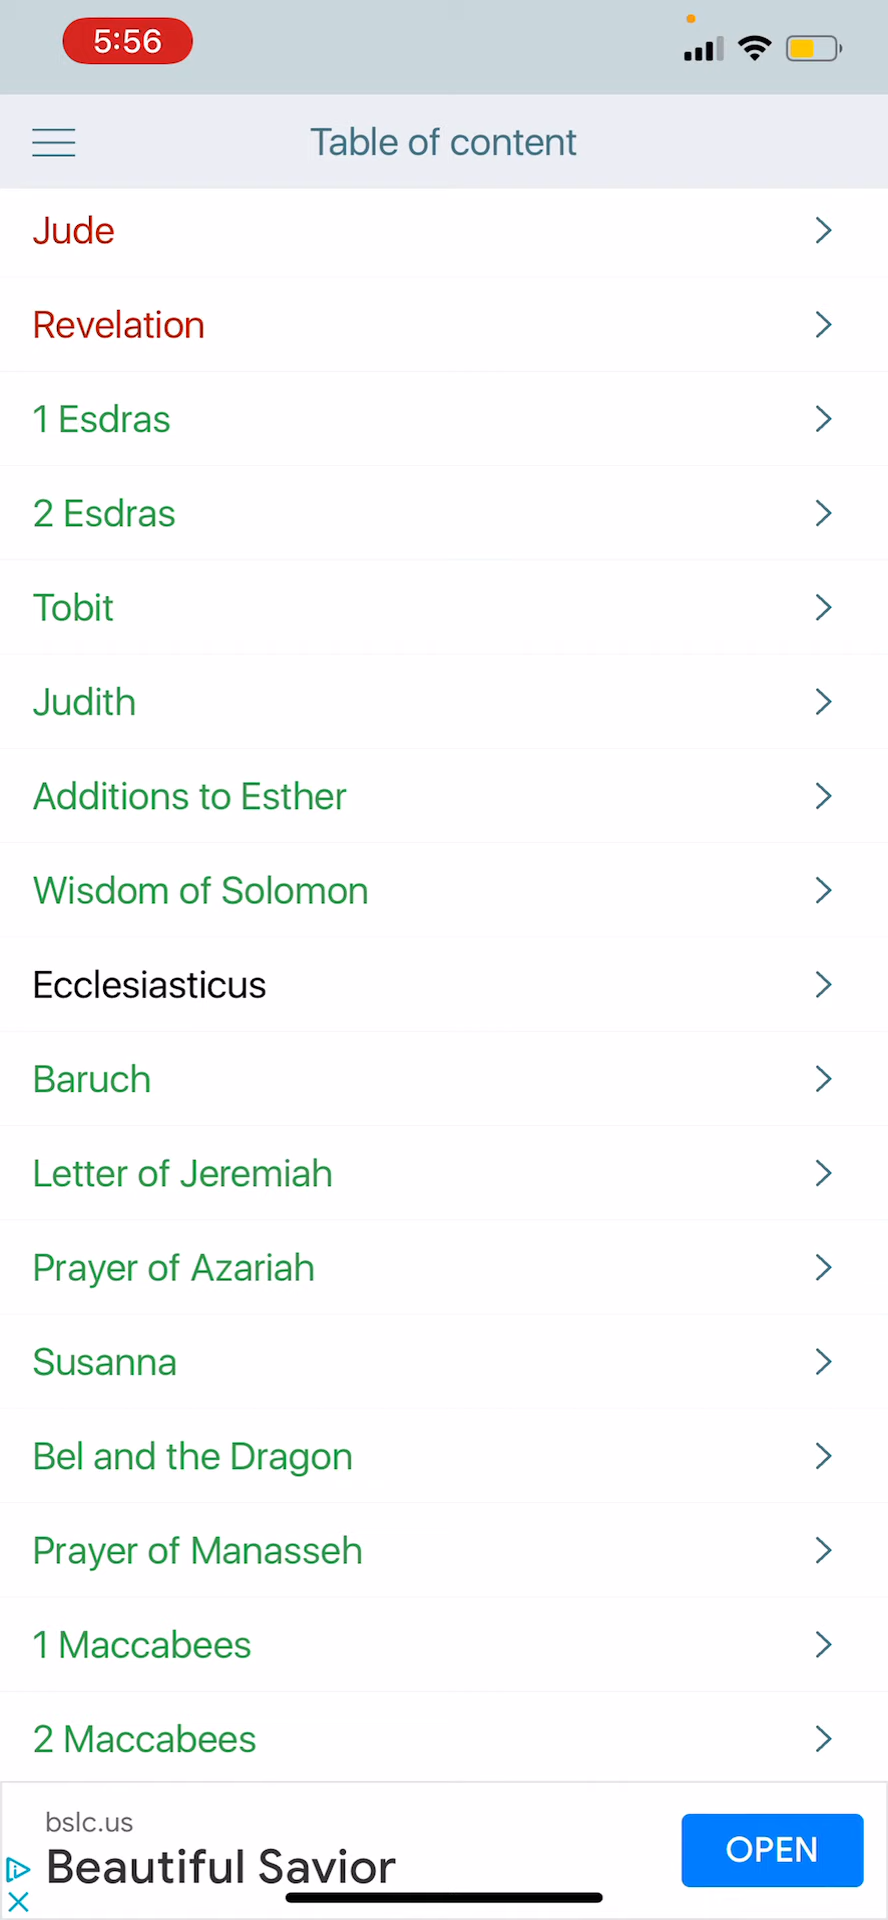 5:56
Table of content
Jude
Revelation
1 Esdras
2 Esdras
Tobit
Judith
Additions to Esther
Wisdom of Solomon
Ecclesiasticus
Baruch
Letter of Jeremiah
Prayer of Azariah
Susanna
Bel and the Dragon
Prayer of Manasseh
1 Maccabees
2 Maccabees
bslc.us
Beautiful Savior
OPEN